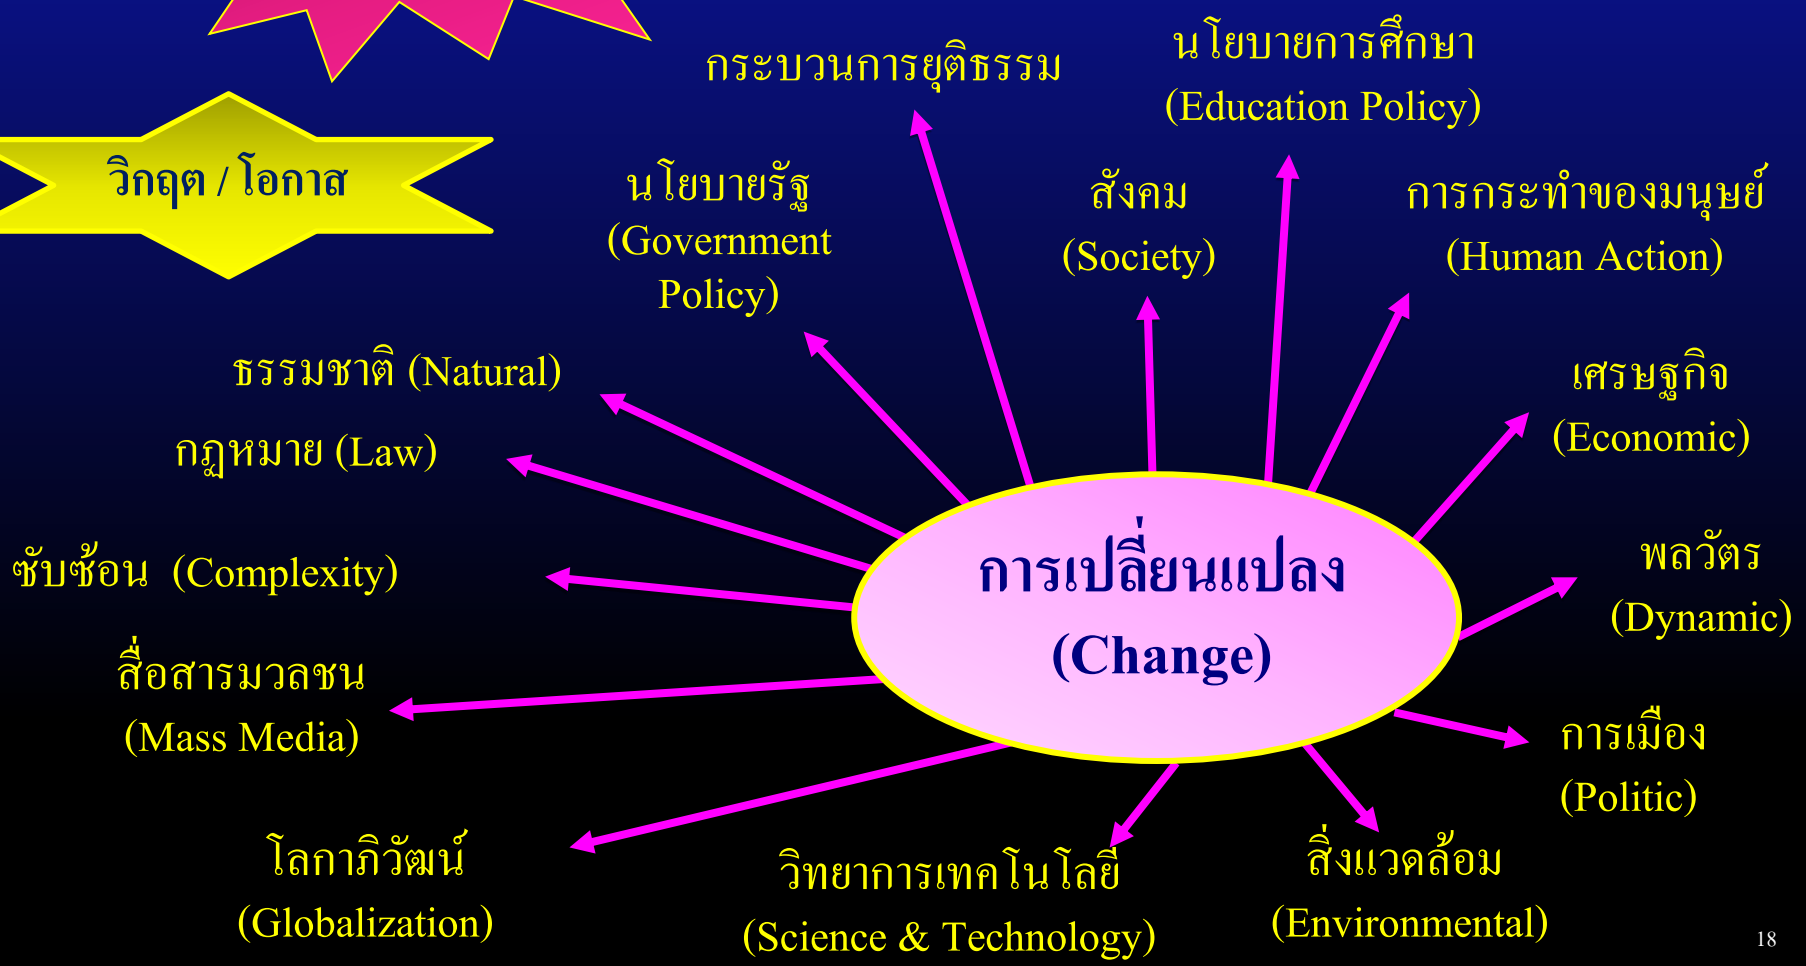 กระบวนการยุติธรรม
นโยบายการศึกษา
(Education Policy)
วิกฤต / โอกาส
นโยบายรัฐ
(Government
Policy)
สังคม
(Society)
การกระทำของมนุษย์
(Human Action)
ธรรมชาติ (Natural)
กฎหมาย (Law)
เศรษฐกิจ
(Economic)
ซับซ้อน (Complexity)
การเปลี่ยนแปลง
(Change)
พลวัตร
(Dynamic)
สื่อสารมวลชน
(Mass Media)
การเมือง
(Politic)
โลกาภิวัฒน์
(Globalization)
วิทยาการเทคโนโลยี
(Science & Technology)
สิ่งแวดล้อม
(Environmental)
18